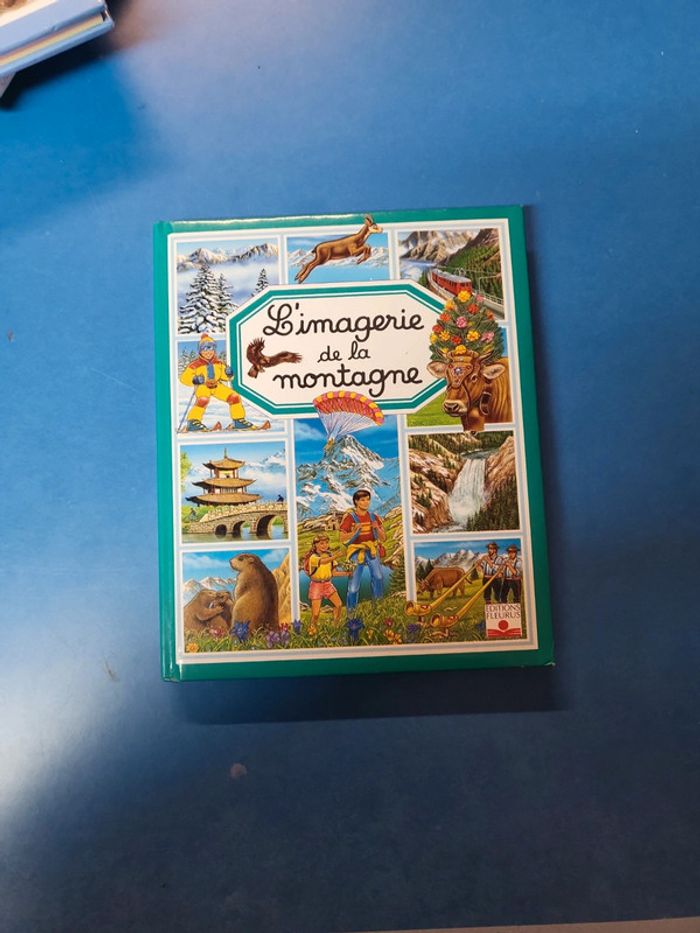 L'imagerie
de la
montagne
EDITIONS
FLEURUS